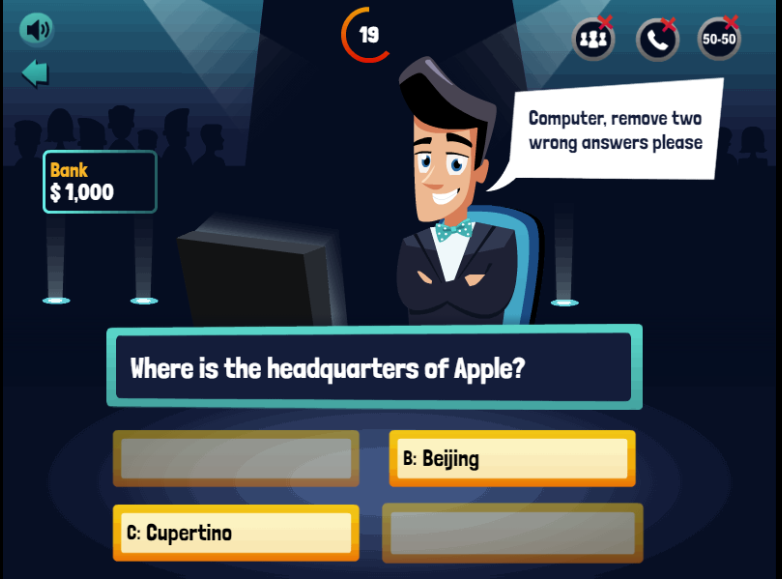 19
50-50
Computer, remove two
wrong answers please
Bank
$ 1,000
Where is the headquarters of Apple?
B: Beijing
C: Cupertino